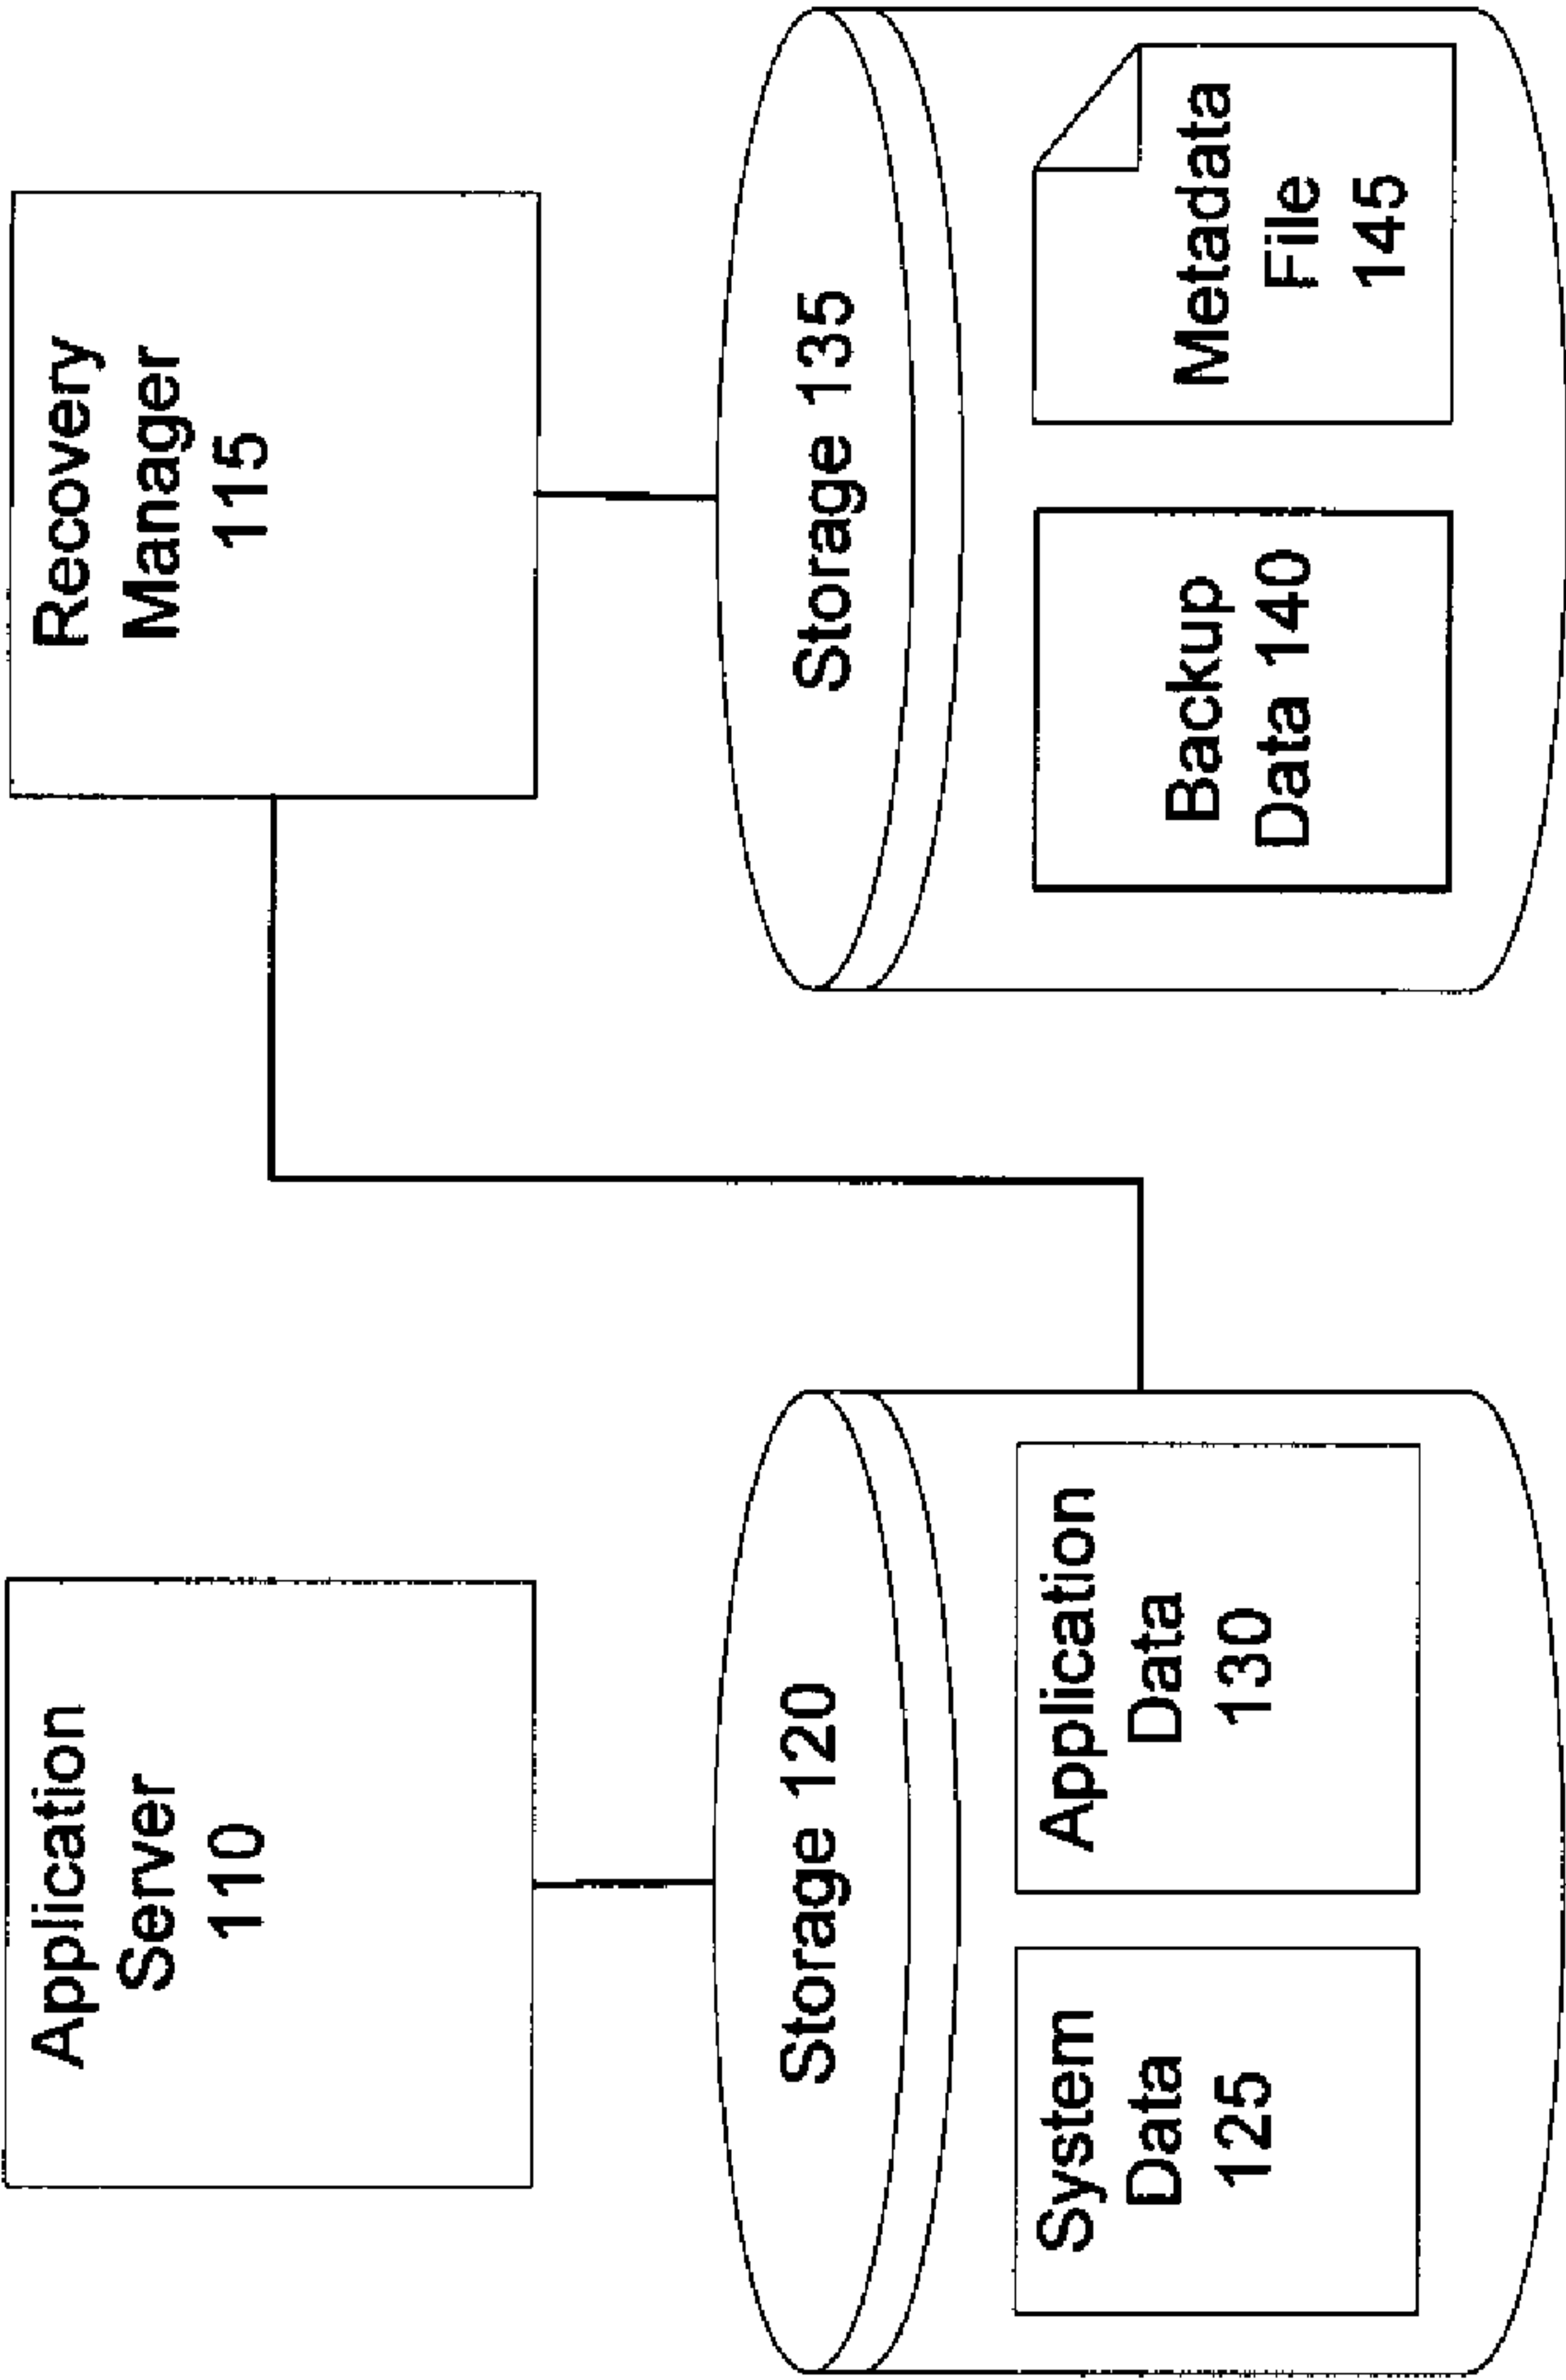 Application
Server
110
Recovery
Manager
115
Storage 120
Storage 135
System
Data
125
Application
Data
130
Backup
Data 140
Metadata
File
145